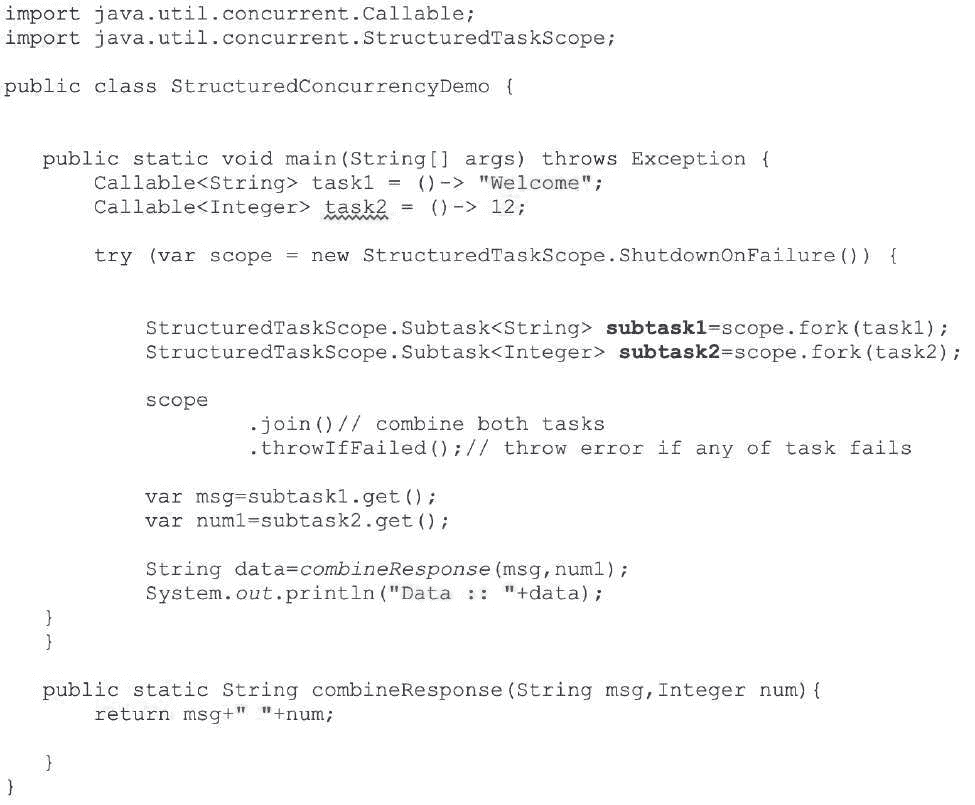 import java.util.concurrent.Callable;
import java.util.concurrent.StructuredTaskScope;
public class StructuredConcurrencyDemo {
public static void main(String[] args) throws Exception {
Callable<String> task1 = ()-> "Welcome";
Callable<Integer> task2 = ()-> 12;
try (var scope = new StructuredTaskScope.ShutdownOnFailure()) {
StructuredTaskScope.Subtask<String> subtask1=scope.fork(task1);
StructuredTaskScope.Subtask<Integer> subtask2=scope.fork(task2);
scope
.join()// combine both tasks
.throwIfFailed();// throw error if any of task fails
var msg=subtask1.get();
var num1=subtask2.get();
String data=combineResponse(msg,num1);
System.out.println("Data :: "+data);
}
}
public static String combineResponse(String msg,Integer num){
return msg+" "+num;
}
}